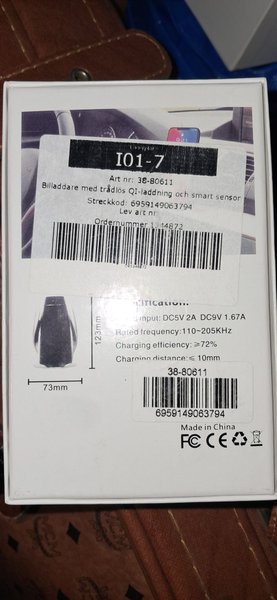 I01-7
Art nr: 38-80611
Billaddare med trådlös QI-laddning och smart sensor
Streckkod: 6959149063794
Lev art nr
Ordernummer
123mm
73mm
Input: DC5V 2A DC9V 1.67A
Rated frequency: 110~205KHz
Charging efficiency: ≥72%
Charging distance: ≤ 10mm
38-80611
6959149063794
Made in China
FC CE